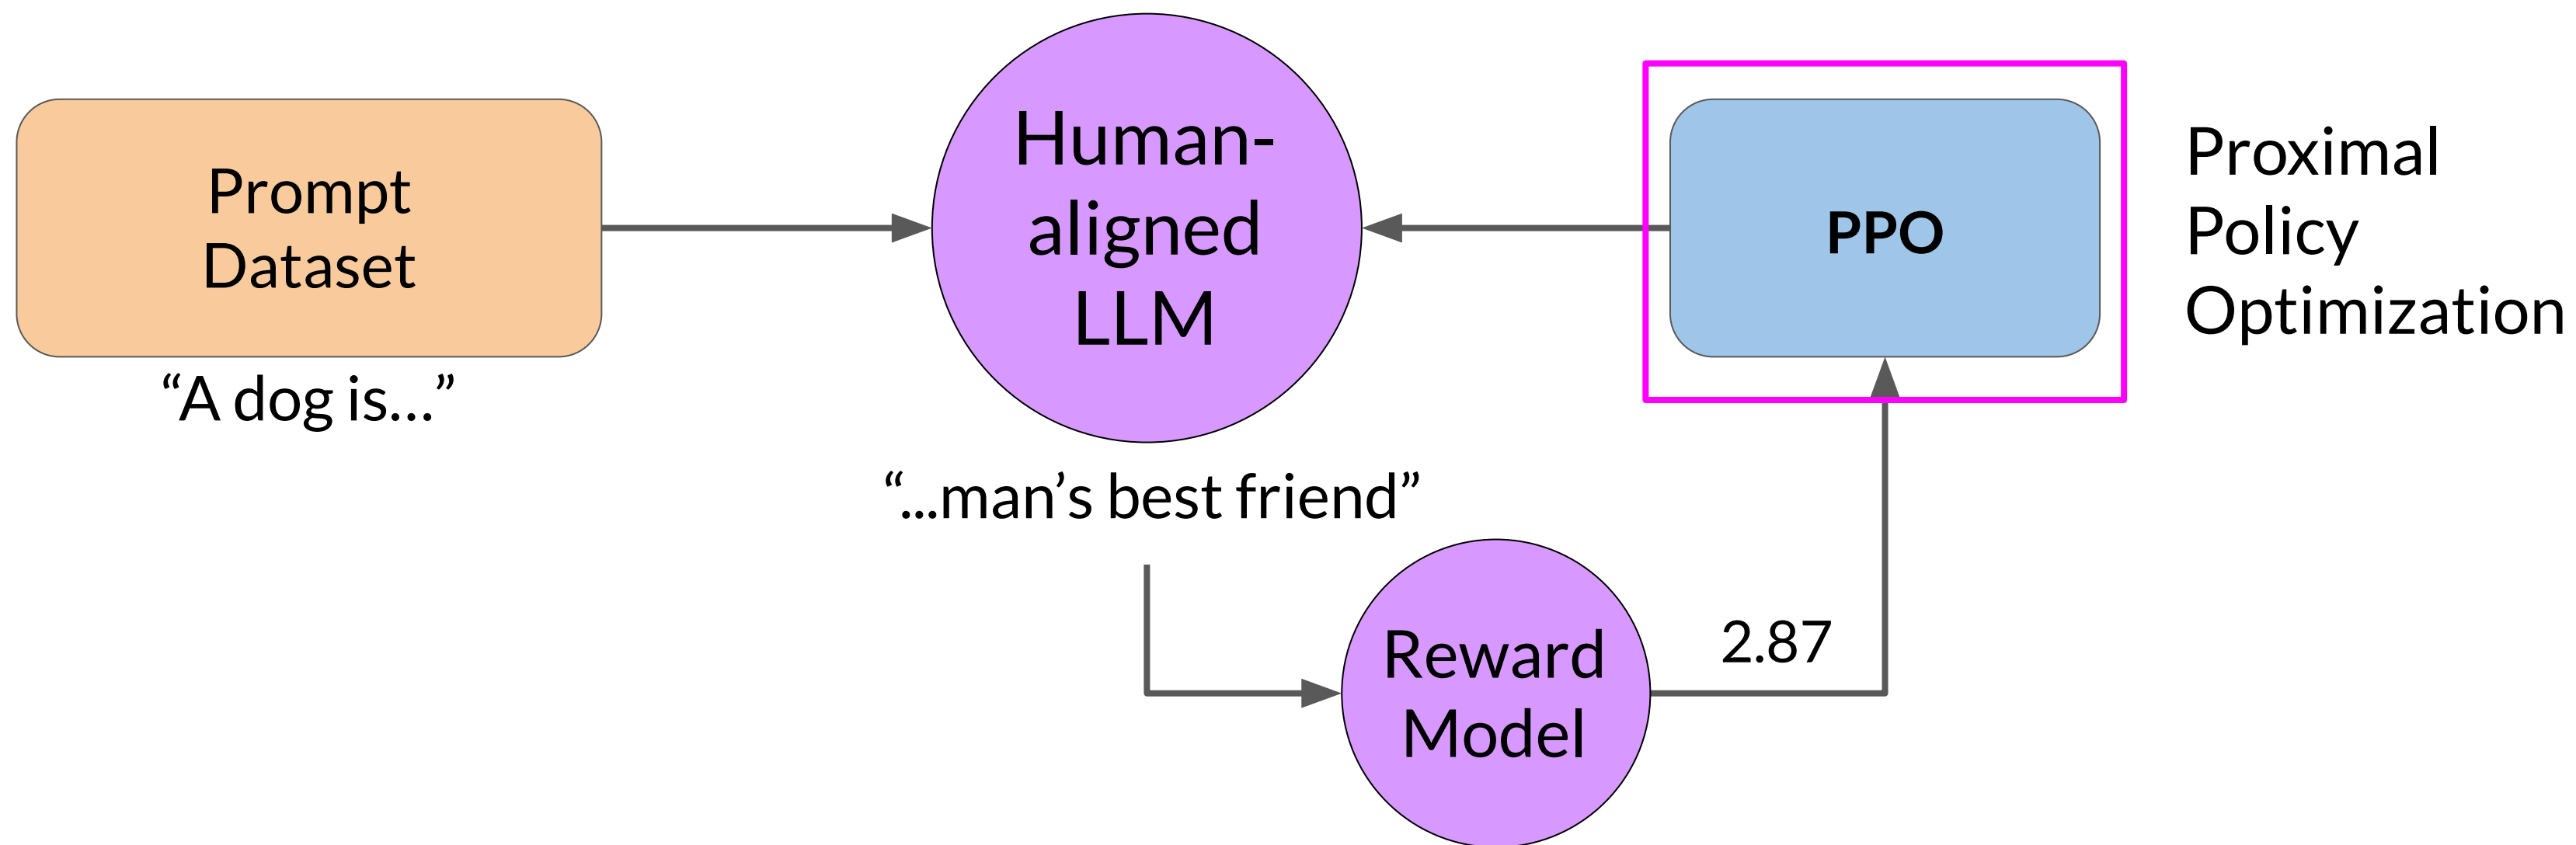 Prompt
Dataset
“A dog is…”
Human-
aligned
LLM
“...man’s best friend”
Reward
Model
2.87
PPO
Proximal
Policy
Optimization